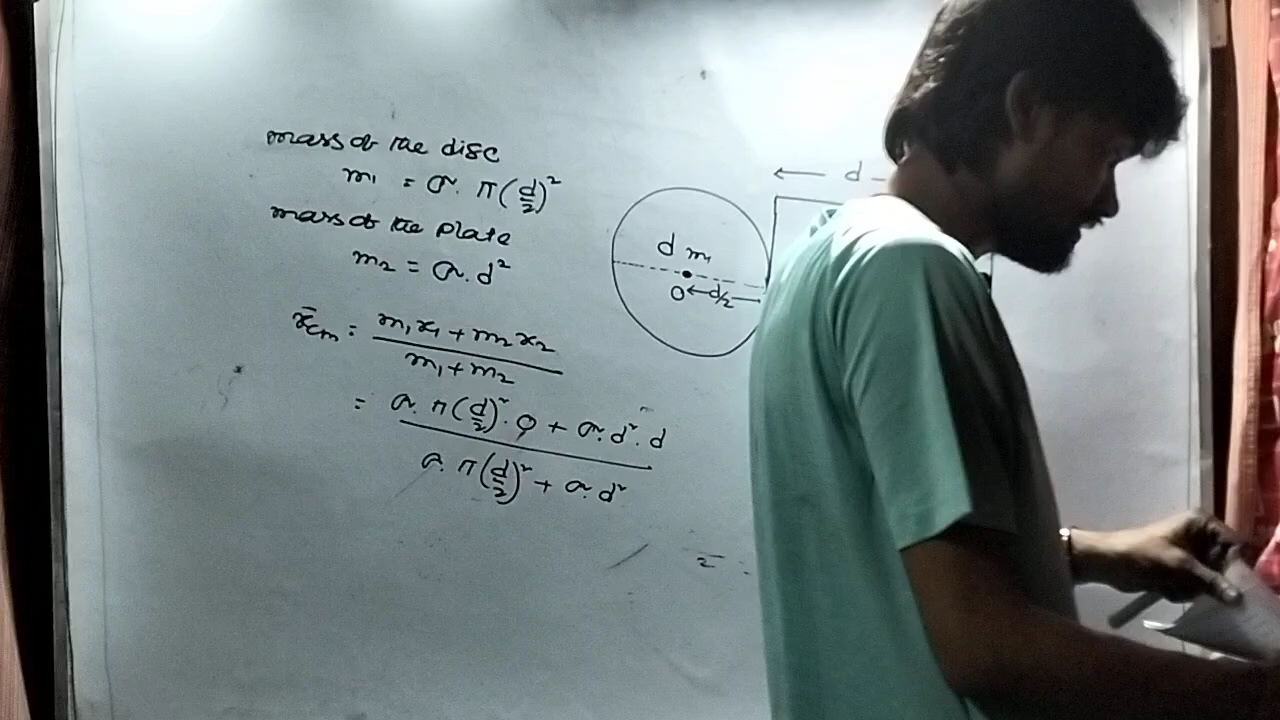 mass of the disc
m₁ = σ. π(d/2)²
mass of the plate
m₂ = σ. d²
x̄cm = (m₁x₁ + m₂x₂)/(m₁ + m₂)
= (σ. π(d/2)². 0 + σ. d². d)/(σ. π(d/2)² + σ. d²)
d
d m₁
O d/2
2